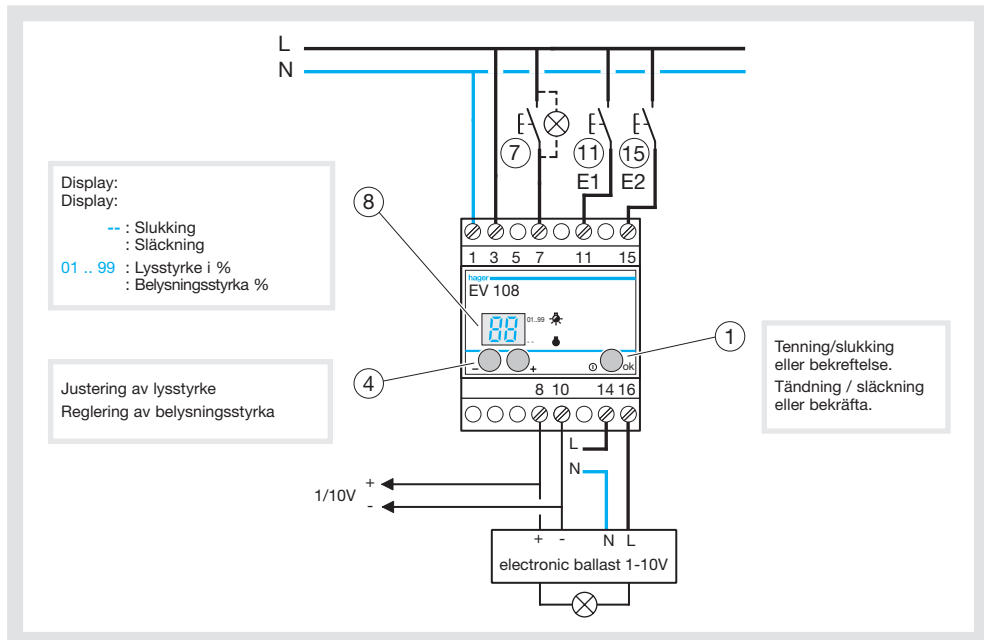 L
N
7
11
15
E1 E2
Display:
Display:
-- : Slukking
: Släckning
01 .. 99 : Lysstyrke i %
: Belysningsstyrka %
8
1 3 5 7 11 15
hager
EV 108
88
01..99
--
1
4
- + ok
Tenning/slukking
eller bekreftelse.
Tändning / släckning
eller bekräfta.
Justering av lysstyrke
Reglering av belysningsstyrka
8 10 14 16
L
N
+
1/10V
-
+ - N L
electronic ballast 1-10V